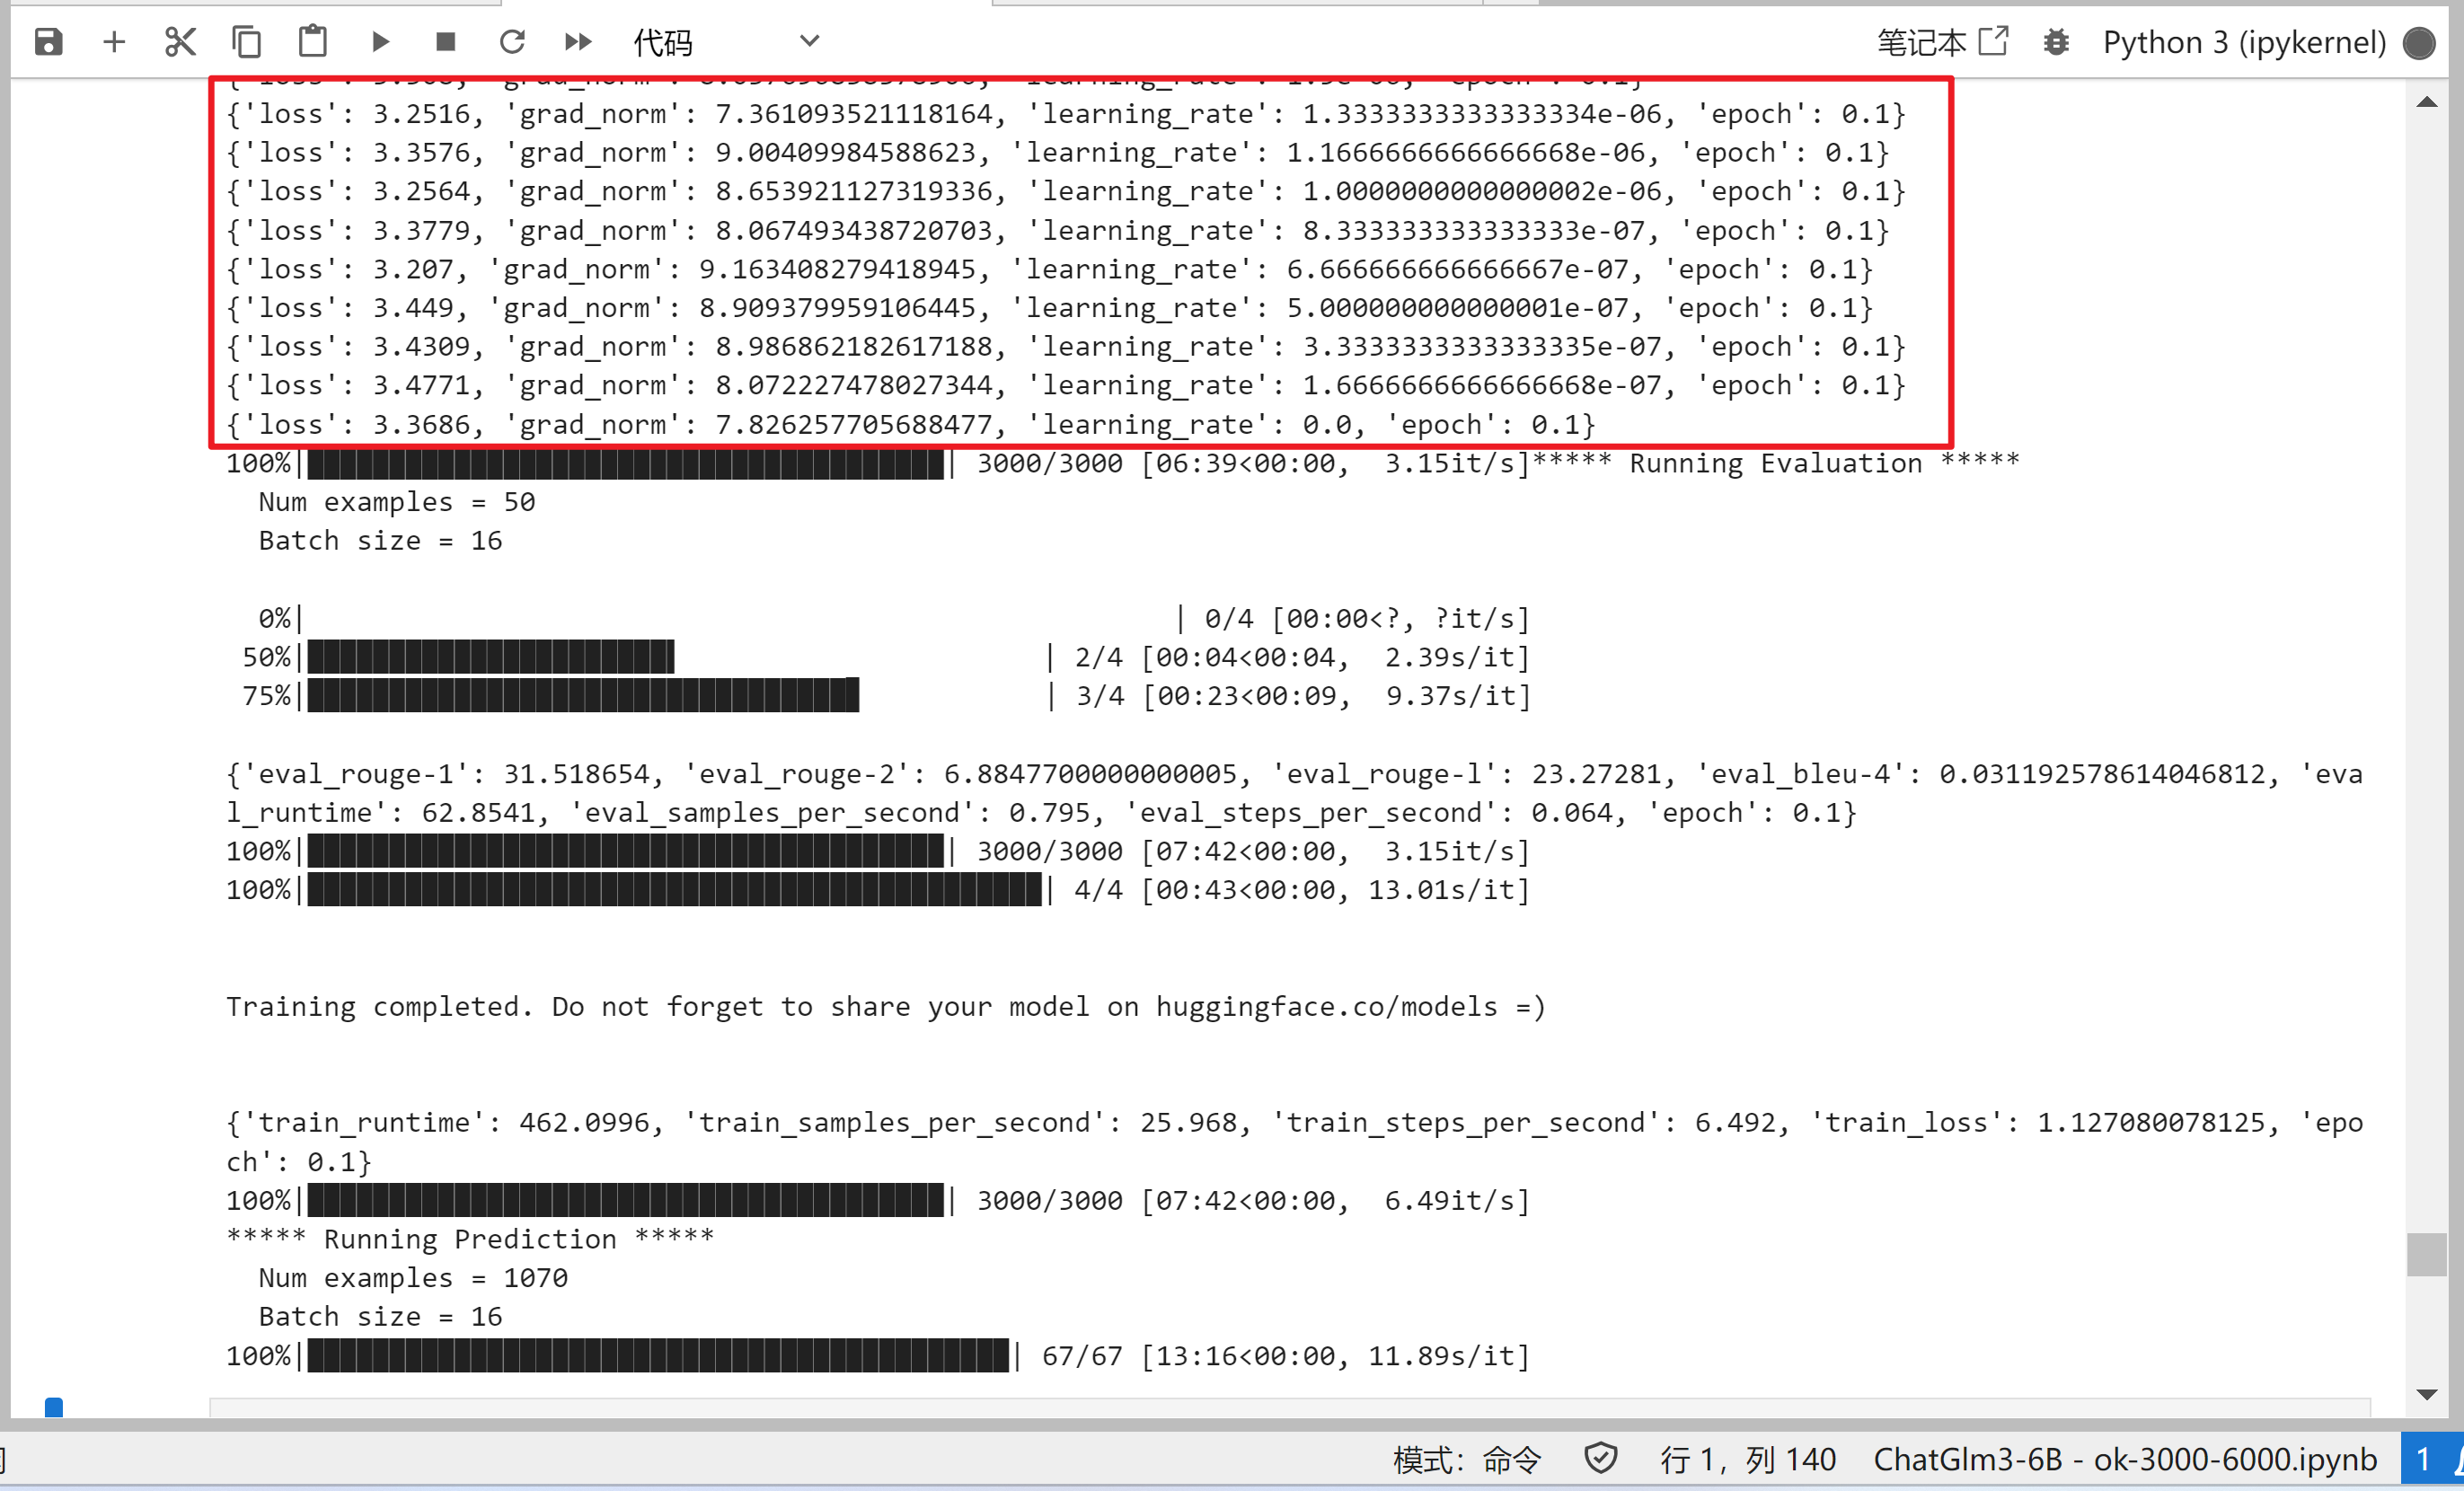 代码
笔记本
Python 3 (ipykernel)
{'loss': 3.2516, 'grad_norm': 7.361093521118164, 'learning_rate': 1.3333333333333334e-06, 'epoch': 0.1}
{'loss': 3.3576, 'grad_norm': 9.00409984588623, 'learning_rate': 1.1666666666666668e-06, 'epoch': 0.1}
{'loss': 3.2564, 'grad_norm': 8.653921127319336, 'learning_rate': 1.0000000000000002e-06, 'epoch': 0.1}
{'loss': 3.3779, 'grad_norm': 8.067493438720703, 'learning_rate': 8.333333333333333e-07, 'epoch': 0.1}
{'loss': 3.207, 'grad_norm': 9.163408279418945, 'learning_rate': 6.666666666666667e-07, 'epoch': 0.1}
{'loss': 3.449, 'grad_norm': 8.909379959106445, 'learning_rate': 5.000000000000001e-07, 'epoch': 0.1}
{'loss': 3.4309, 'grad_norm': 8.986862182617188, 'learning_rate': 3.3333333333333335e-07, 'epoch': 0.1}
{'loss': 3.4771, 'grad_norm': 8.072227478027344, 'learning_rate': 1.6666666666666668e-07, 'epoch': 0.1}
{'loss': 3.3686, 'grad_norm': 7.826257705688477, 'learning_rate': 0.0, 'epoch': 0.1}
100%| | 3000/3000 [06:39<00:00, 3.15it/s]***** Running Evaluation *****
Num examples = 50
Batch size = 16
0%| | 0/4 [00:00<?, ?it/s]
50%| | 2/4 [00:04<00:04, 2.39s/it]
75%| | 3/4 [00:23<00:09, 9.37s/it]
{'eval_rouge-1': 31.518654, 'eval_rouge-2': 6.8847700000000005, 'eval_rouge-l': 23.27281, 'eval_bleu-4': 0.031192578614046812, 'eva
l_runtime': 62.8541, 'eval_samples_per_second': 0.795, 'eval_steps_per_second': 0.064, 'epoch': 0.1}
100%| | 3000/3000 [07:42<00:00, 3.15it/s]
100%| | 4/4 [00:43<00:00, 13.01s/it]
Training completed. Do not forget to share your model on huggingface.co/models =)
{'train_runtime': 462.0996, 'train_samples_per_second': 25.968, 'train_steps_per_second': 6.492, 'train_loss': 1.127080078125, 'epo
ch': 0.1}
100%| | 3000/3000 [07:42<00:00, 6.49it/s]
***** Running Prediction *****
Num examples = 1070
Batch size = 16
100%| | 67/67 [13:16<00:00, 11.89s/it]
模式: 命令
行 1, 列 140
ChatGlm3-6B - ok-3000-6000.ipynb
1